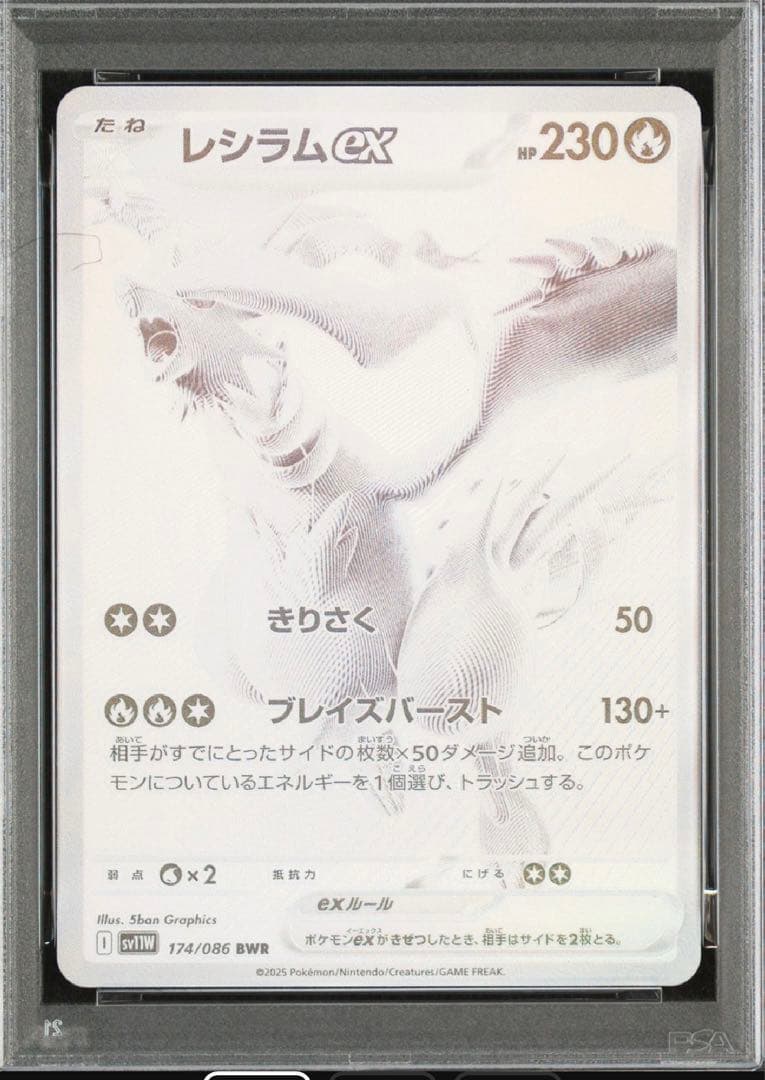 たね レシラムex HP230
きりさく 50
ブレイズバースト 130+
相手がすでにとったサイドの枚数×50ダメージ追加。このポケ
モンについているエネルギーを1個選び、トラッシュする。
弱点 ×2 抵抗力 にげる
exルール
ポケモンexがきぜつしたとき、相手はサイドを2枚とる。
Illus. 5ban Graphics
I sv11W 174/086 BWR
©2025 Pokémon/Nintendo/Creatures/GAME FREAK.
PSA